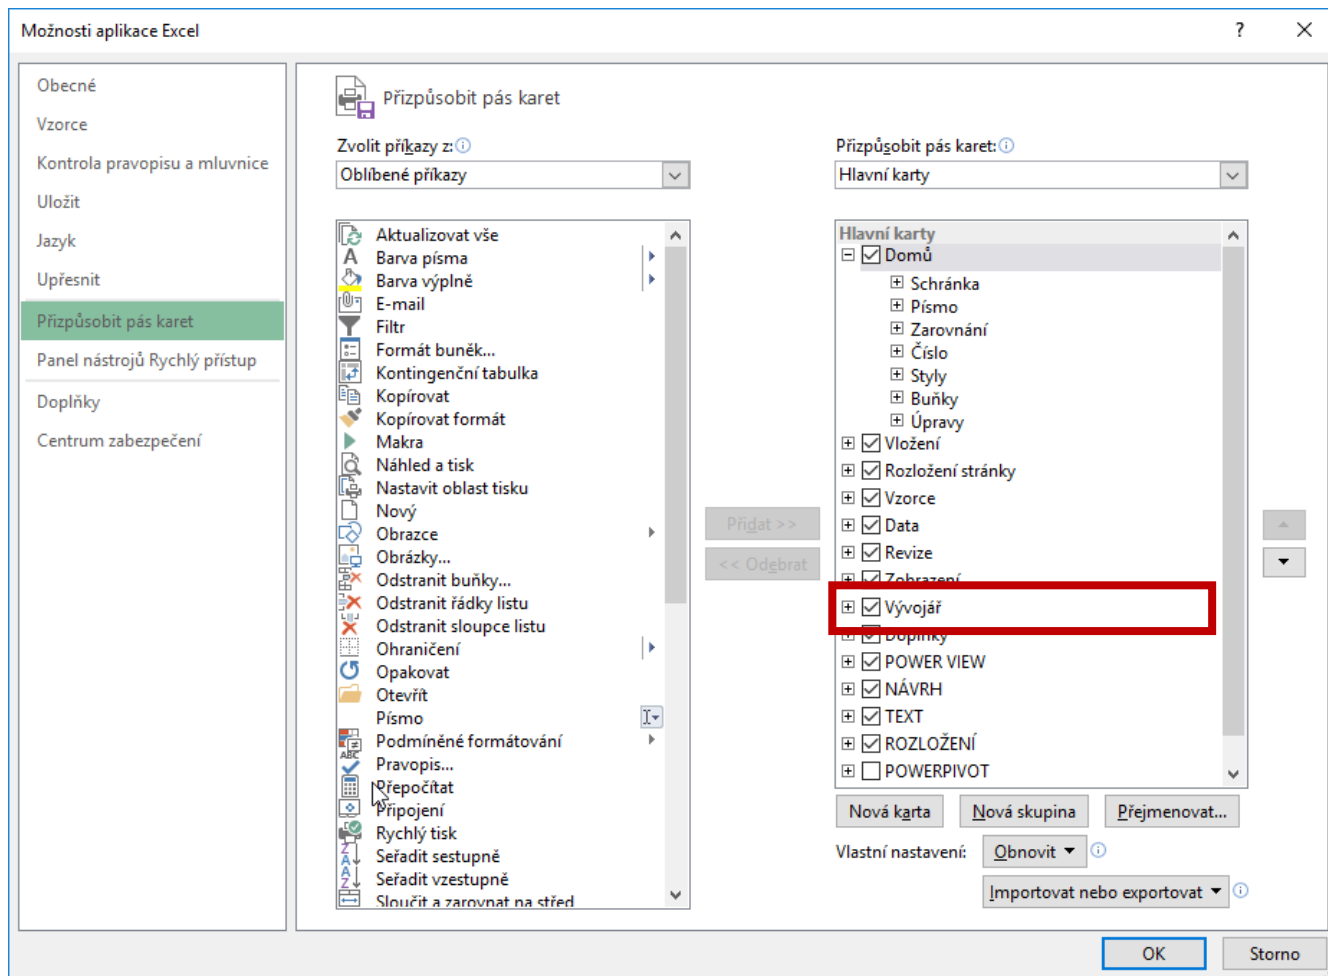 Možnosti aplikace Excel
?
Obecné
Vzorce
Kontrola pravopisu a mluvnice
Uložit
Jazyk
Upřesnit
Přizpůsobit pás karet
Panel nástrojů Rychlý přístup
Doplňky
Centrum zabezpečení
Přizpůsobit pás karet
Zvolit příkazy z:
Oblíbené příkazy
Aktualizovat vše
Barva písma
Barva výplně
E-mail
Filtr
Formát buněk...
Kontingenční tabulka
Kopírovat
Kopírovat formát
Makra
Náhled a tisk
Nastavit oblast tisku
Nový
Obrazce
Obrázky...
Odstranit buňky...
Odstranit řádky listu
Odstranit sloupce listu
Ohraničení
Opakovat
Otevřít
Písmo
Podmíněné formátování
Pravopis...
Přepočítat
Připojení
Rychlý tisk
Seřadit sestupně
Seřadit vzestupně
Sloučit a zarovnat na střed
Přidat >>
<< Odebrat
Přizpůsobit pás karet:
Hlavní karty
Hlavní karty
Domů
Schránka
Písmo
Zarovnání
Číslo
Styly
Buňky
Úpravy
Vložení
Rozložení stránky
Vzorce
Data
Revize
Zobrazení
Vývojář
Doplňky
POWER VIEW
NÁVRH
TEXT
ROZLOŽENÍ
POWERPIVOT
Nová karta
Nová skupina
Přejmenovat...
Vlastní nastavení:
Obnovit
Importovat nebo exportovat
OK
Storno